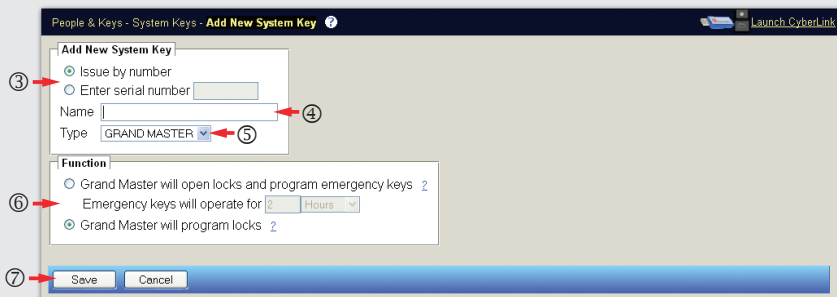 People & Keys - System Keys - Add New System Key ? Launch CyberLink
Add New System Key
③ Issue by number
Enter serial number
Name ④
Type GRAND MASTER ⑤
Function
Grand Master will open locks and program emergency keys ?
⑥ Emergency keys will operate for 2 Hours
Grand Master will program locks ?
⑦ Save Cancel